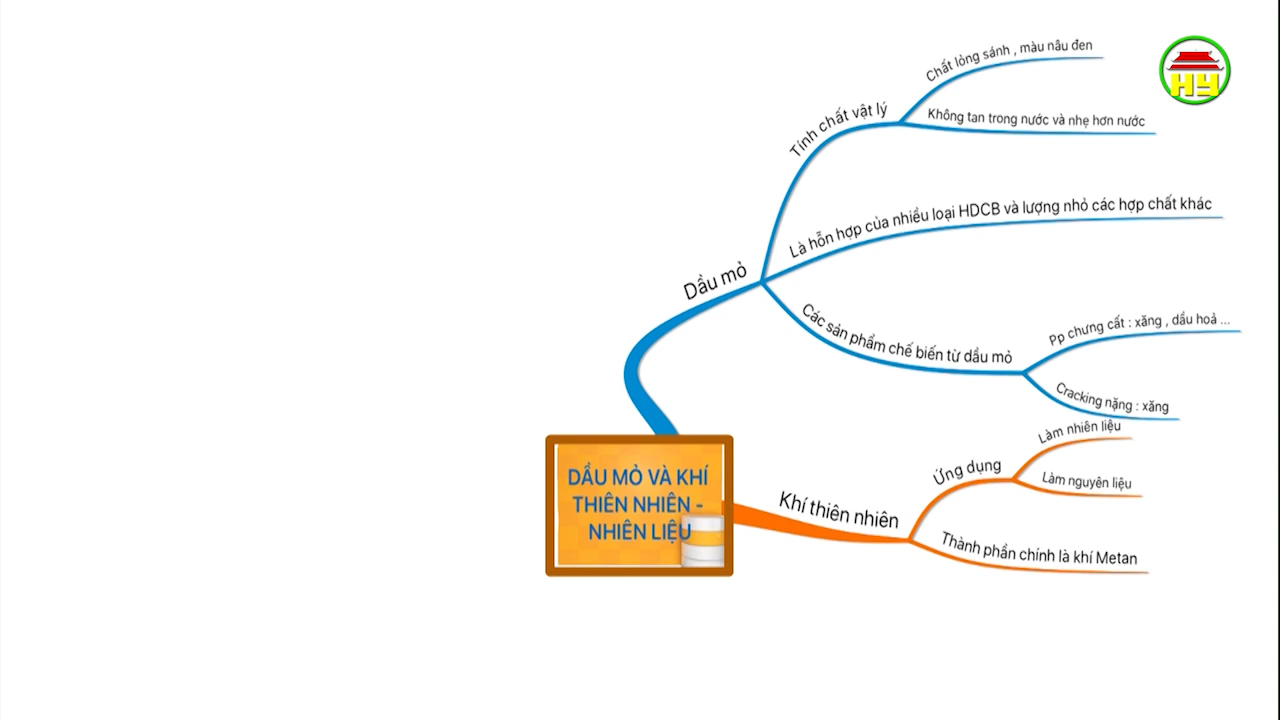 Chất lỏng sánh , màu nâu đen
HY
Tính chất vật lý
Không tan trong nước và nhẹ hơn nước
Là hỗn hợp của nhiều loại HDCB và lượng nhỏ các hợp chất khác
Dầu mỏ
Các sản phẩm chế biến từ dầu mỏ
Pp chưng cất : xăng , dầu hoả ...
Cracking nặng : xăng
DẦU MỎ VÀ KHÍ
THIÊN NHIÊN -
NHIÊN LIỆU
Khí thiên nhiên
Ứng dụng
Làm nhiên liệu
Làm nguyên liệu
Thành phần chính là khí Metan